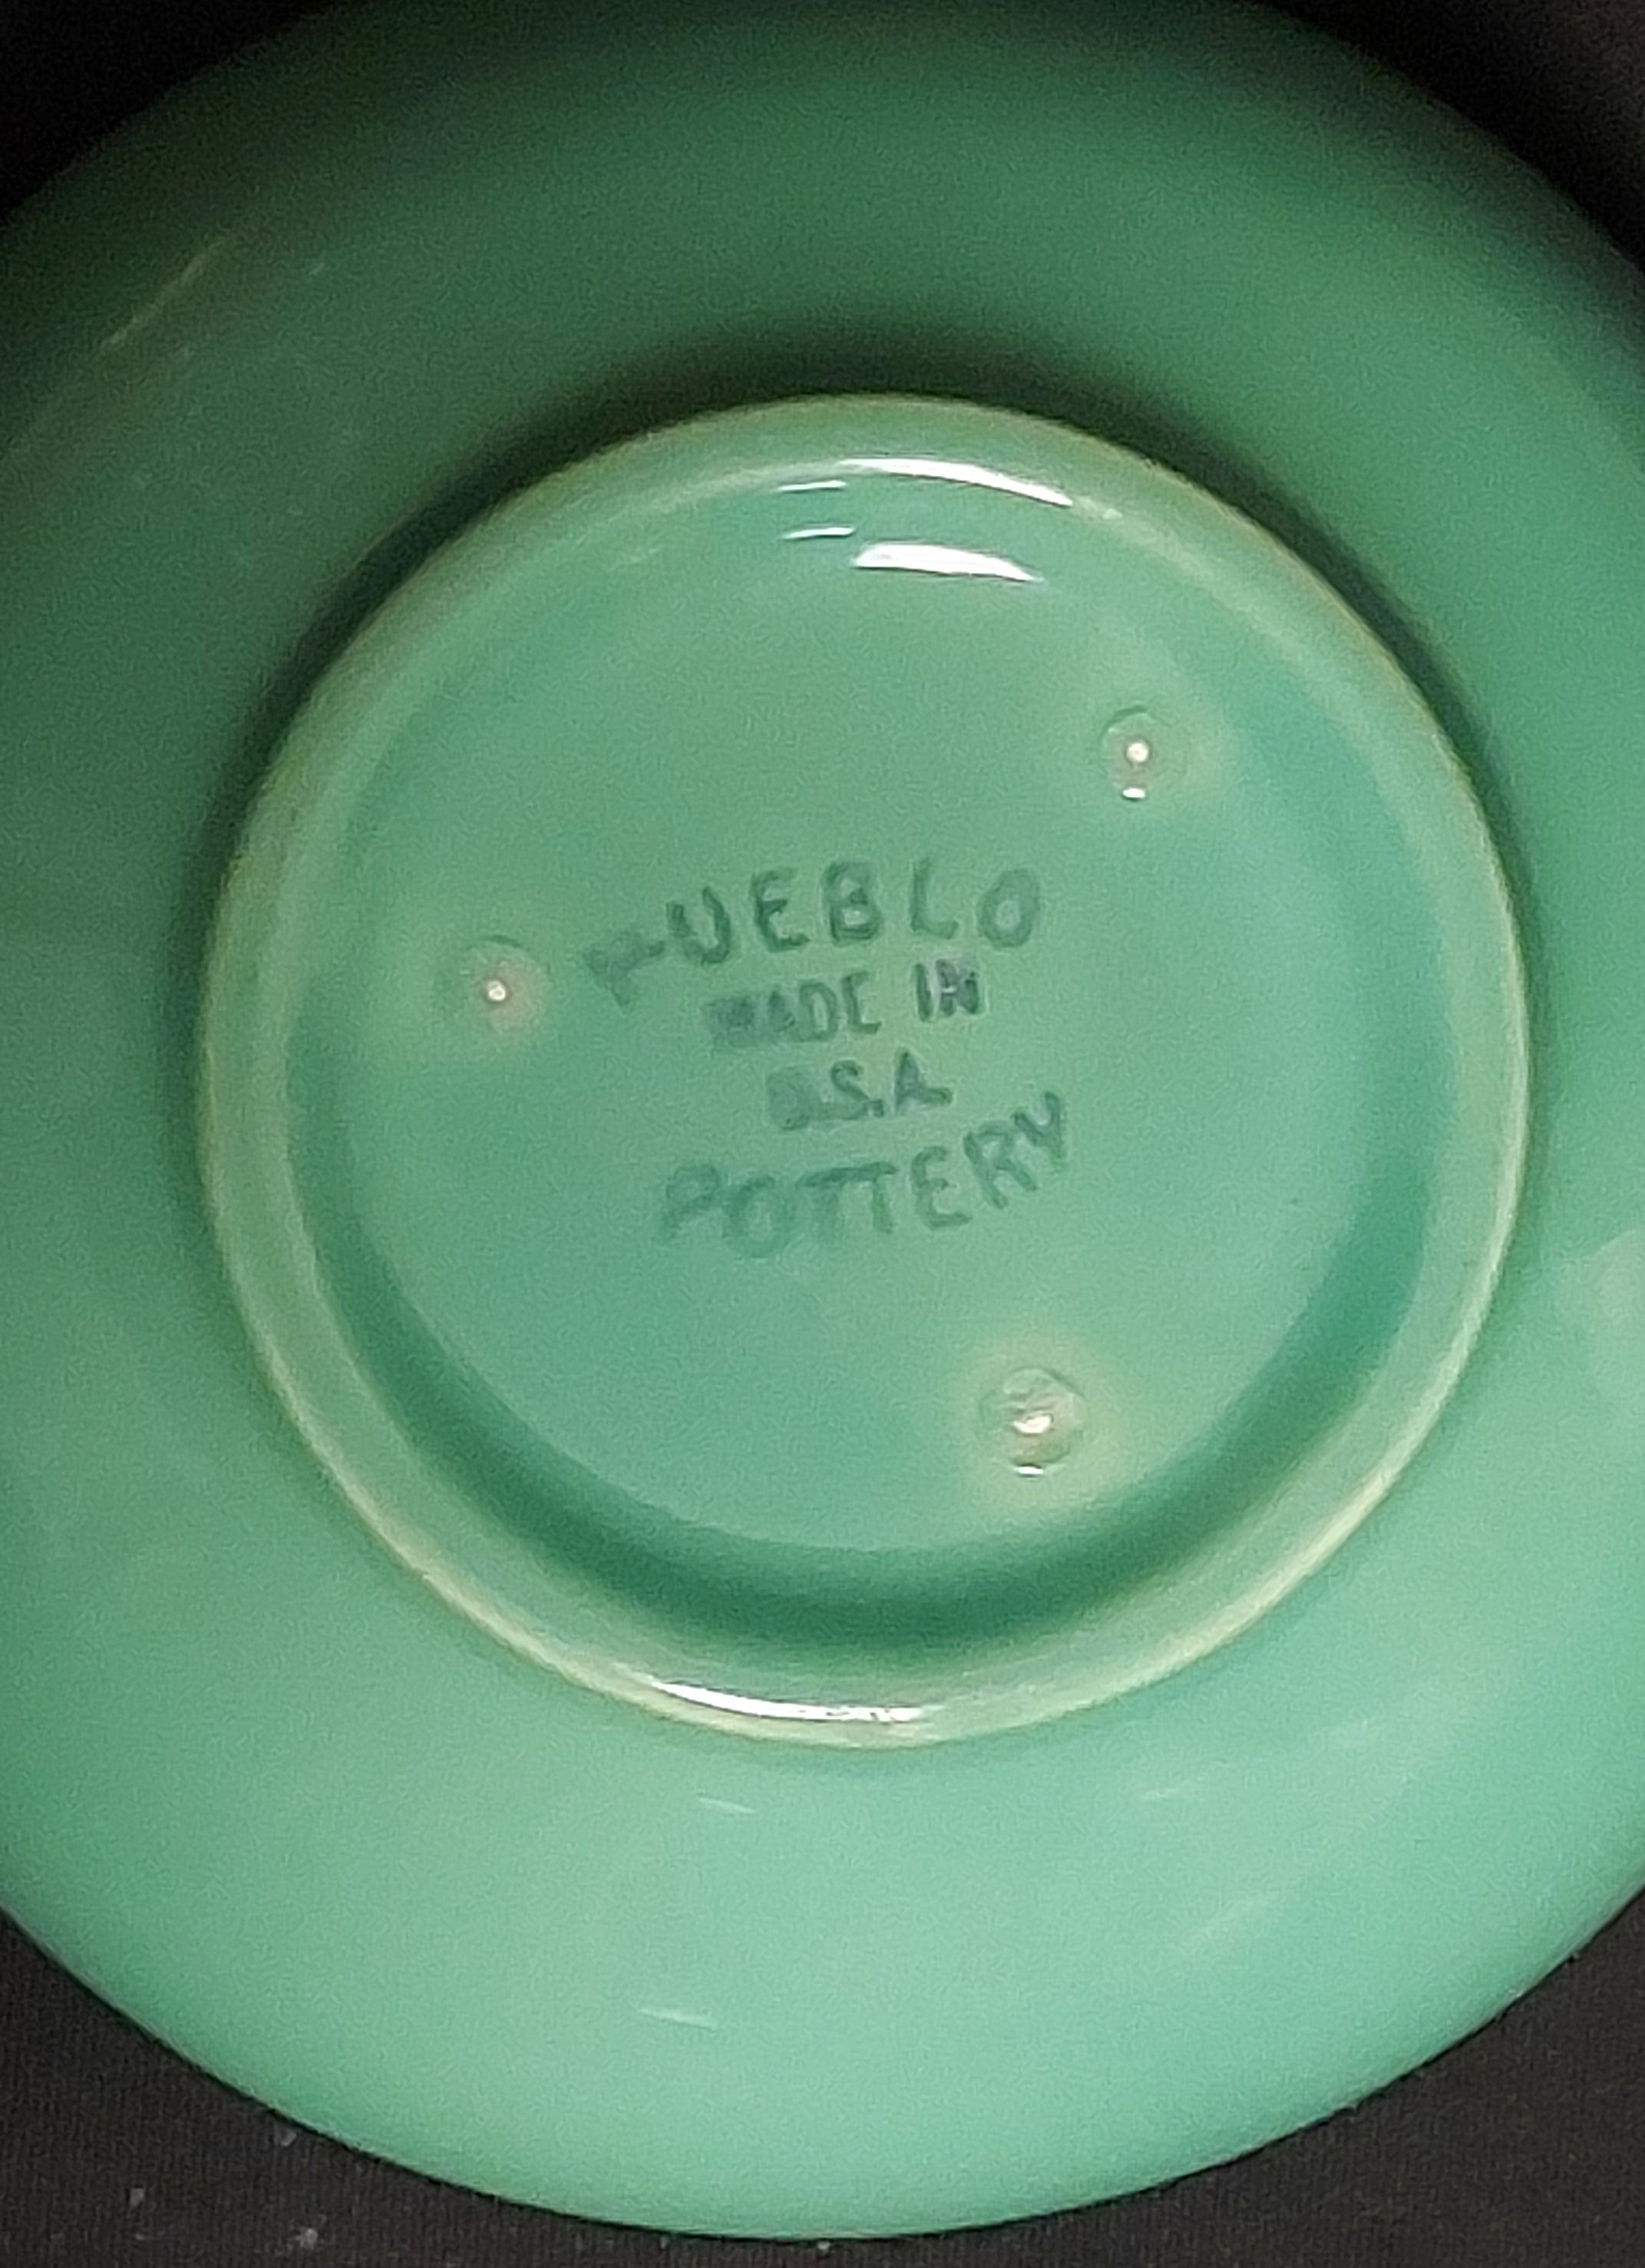 PUEBLO
MADE IN
U.S.A.
POTTERY